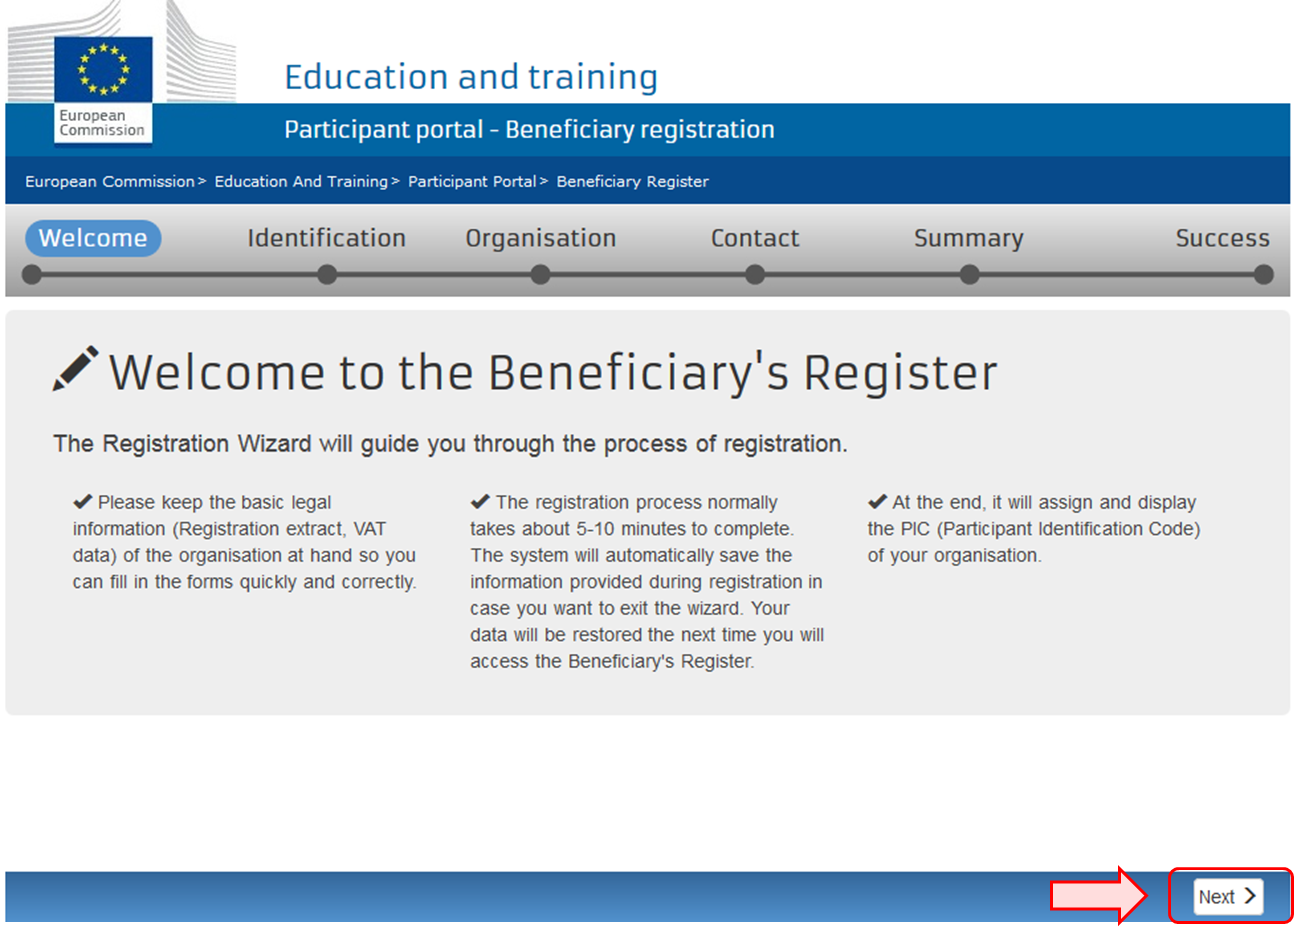 Education and training
European
Commission
Participant portal - Beneficiary registration
European Commission > Education And Training > Participant Portal > Beneficiary Register
Welcome Identification Organisation Contact Summary Success
Welcome to the Beneficiary's Register
The Registration Wizard will guide you through the process of registration.
Please keep the basic legal
information (Registration extract, VAT
data) of the organisation at hand so you
can fill in the forms quickly and correctly.
The registration process normally
takes about 5-10 minutes to complete.
The system will automatically save the
information provided during registration in
case you want to exit the wizard. Your
data will be restored the next time you will
access the Beneficiary's Register.
At the end, it will assign and display
the PIC (Participant Identification Code)
of your organisation.
Next